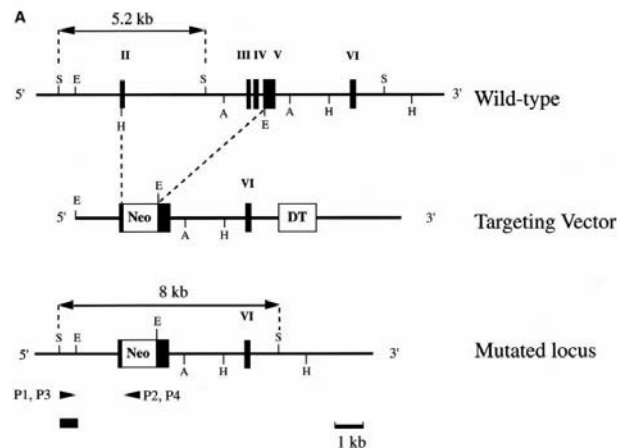 A
5.2 kb
II III IV V VI
S E S S
5' 3'
H A E A H H
Wild-type
E E VI
5' Neo DT 3'
A H
Targeting Vector
8 kb
VI
S E E S
5' Neo 3'
A H H
Mutated locus
P1, P3 P2, P4
1 kb